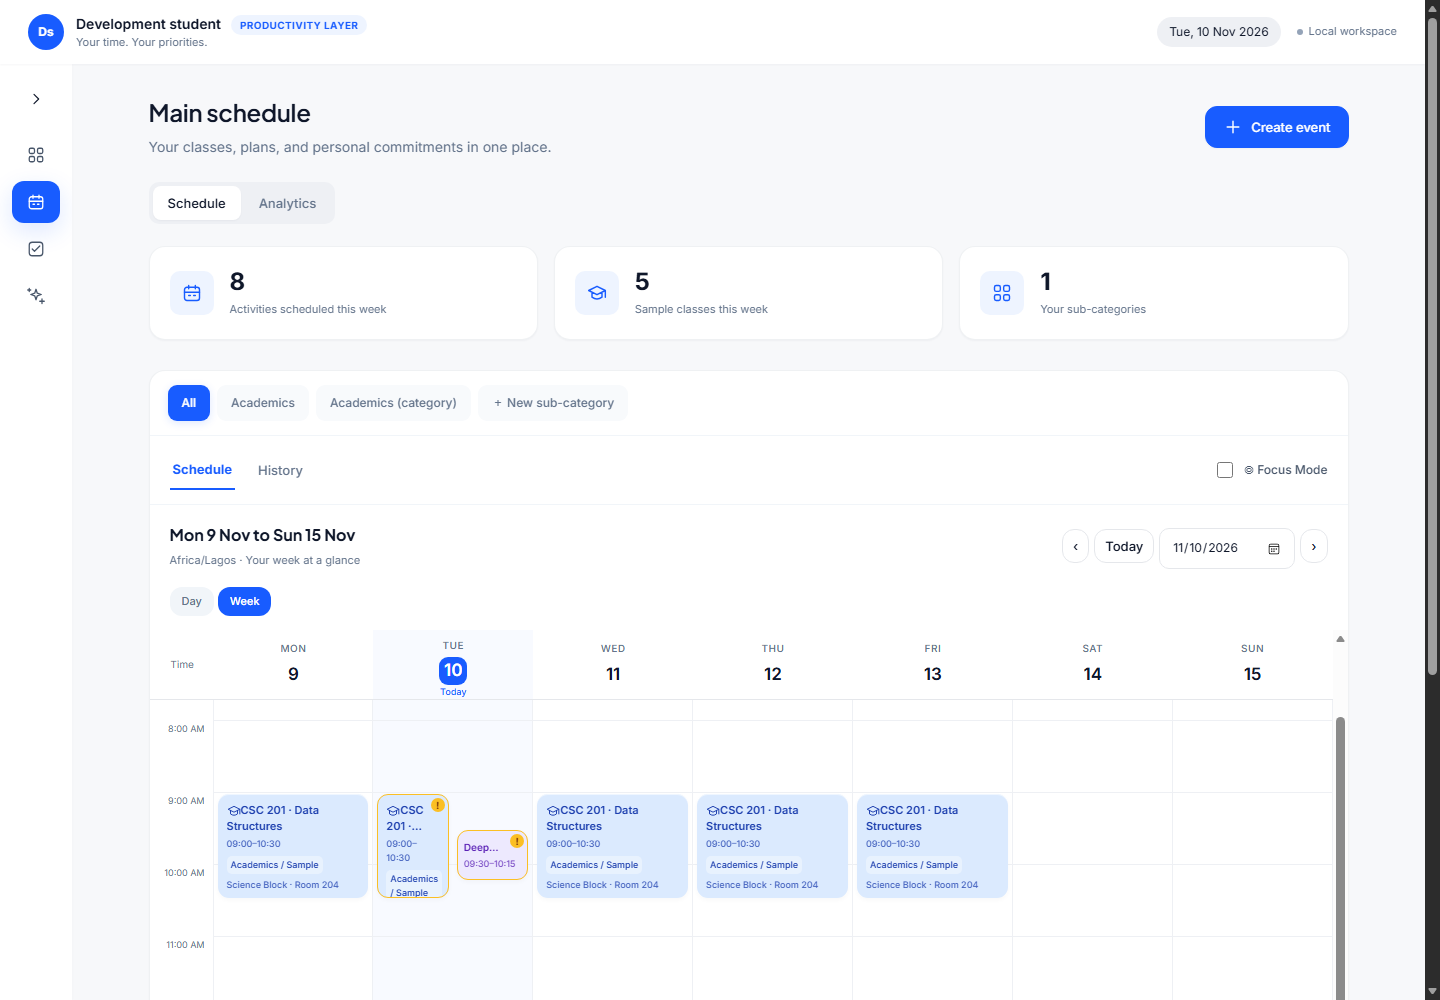 Ds
Development student
PRODUCTIVITY LAYER
Your time. Your priorities.
Tue, 10 Nov 2026
Local workspace
Main schedule
Your classes, plans, and personal commitments in one place.
Create event
Schedule
Analytics
8
Activities scheduled this week
5
Sample classes this week
1
Your sub-categories
All
Academics
Academics (category)
+ New sub-category
Schedule
History
Focus Mode
Mon 9 Nov to Sun 15 Nov
Africa/Lagos · Your week at a glance
‹
Today
11/10/2026
›
Day
Week
Time
MON
9
TUE
10
Today
WED
11
THU
12
FRI
13
SAT
14
SUN
15
8:00 AM
9:00 AM
10:00 AM
11:00 AM
CSC 201 · Data
Structures
09:00–10:30
Academics / Sample
Science Block · Room 204
CSC
201 ·...
!
09:00–
10:30
Academics
/ Sample
Deep...
!
09:30–10:15
CSC 201 · Data
Structures
09:00–10:30
Academics / Sample
Science Block · Room 204
CSC 201 · Data
Structures
09:00–10:30
Academics / Sample
Science Block · Room 204
CSC 201 · Data
Structures
09:00–10:30
Academics / Sample
Science Block · Room 204